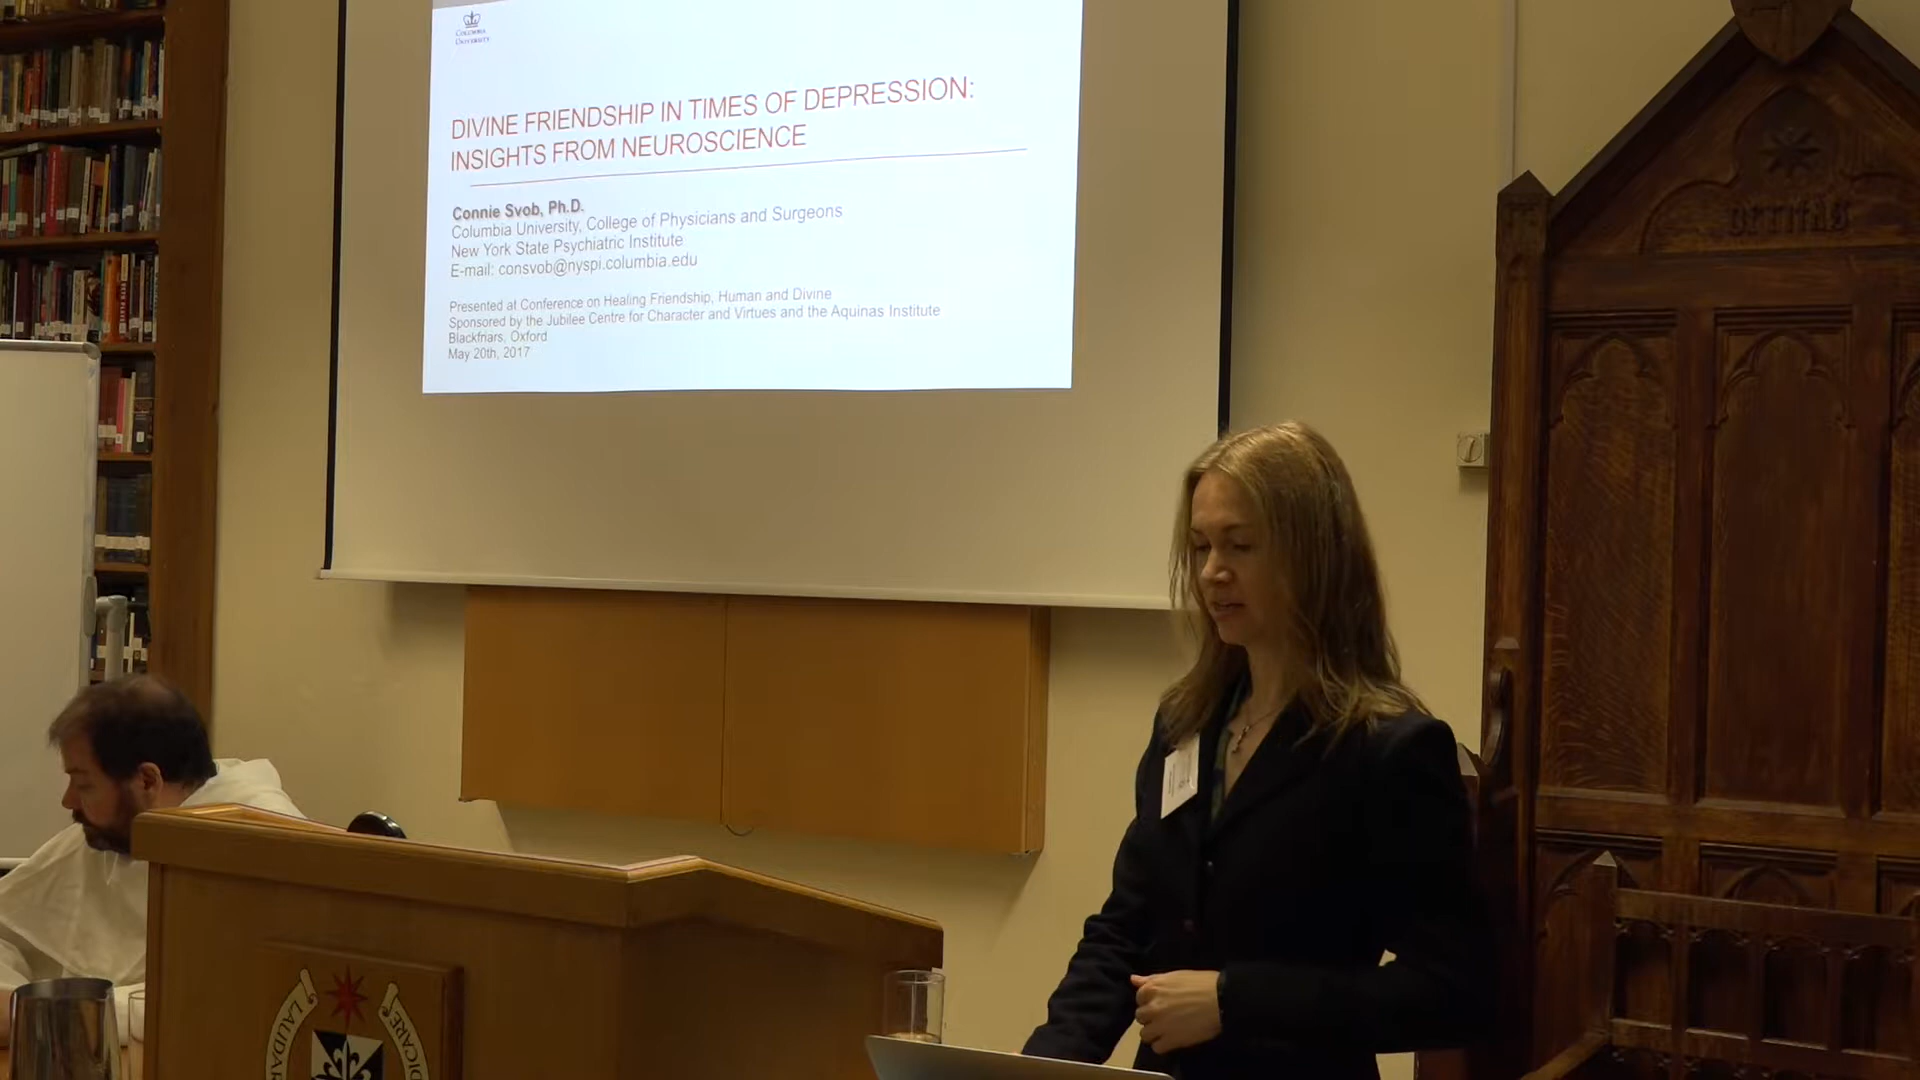 COLUMBIA
UNIVERSITY
DIVINE FRIENDSHIP IN TIMES OF DEPRESSION:
INSIGHTS FROM NEUROSCIENCE
Connie Svob, Ph.D.
Columbia University, College of Physicians and Surgeons
New York State Psychiatric Institute
E-mail: consvob@nyspi.columbia.edu
Presented at Conference on Healing Friendship, Human and Divine
Sponsored by the Jubilee Centre for Character and Virtues and the Aquinas Institute
Blackfriars, Oxford
May 20th, 2017